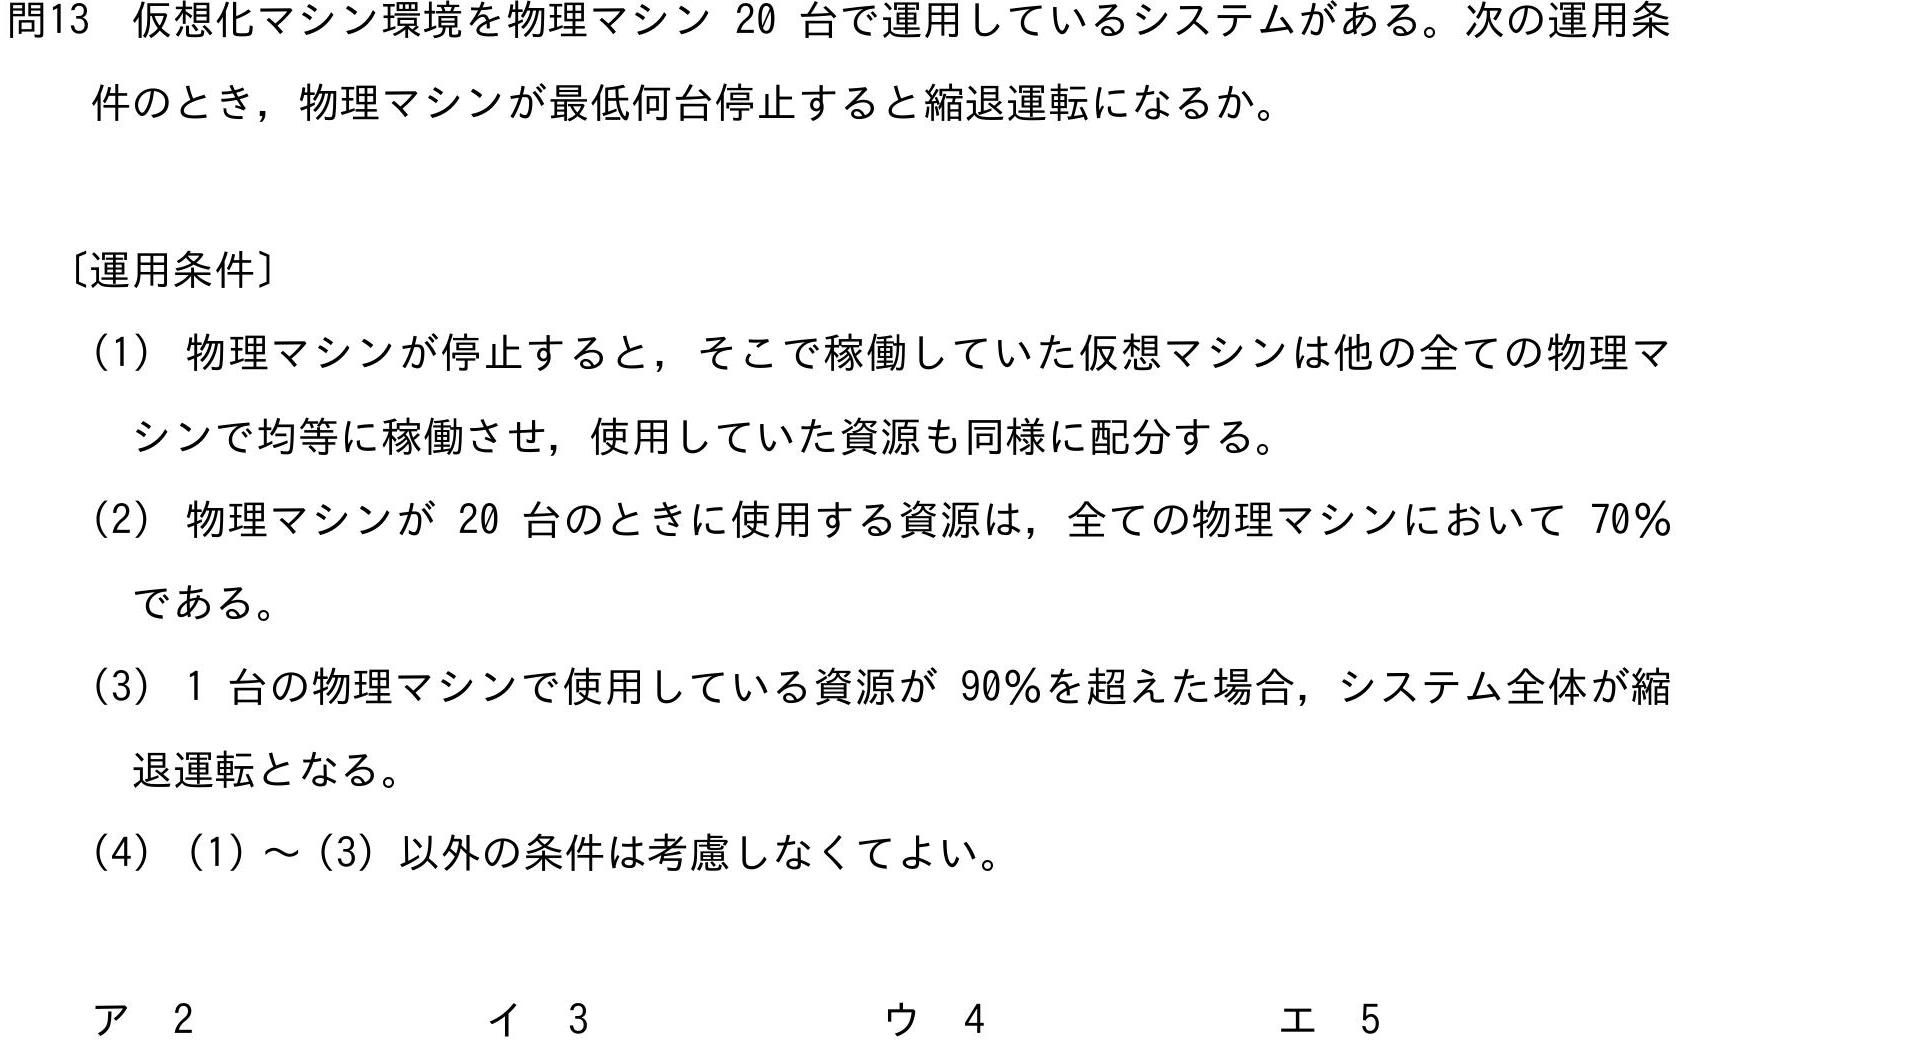 問13　仮想化マシン環境を物理マシン 20 台で運用しているシステムがある。次の運用条
件のとき，物理マシンが最低何台停止すると縮退運転になるか。
〔運用条件〕
(1) 物理マシンが停止すると，そこで稼働していた仮想マシンは他の全ての物理マ
シンで均等に稼働させ，使用していた資源も同様に配分する。
(2) 物理マシンが 20 台のときに使用する資源は，全ての物理マシンにおいて 70%
である。
(3) 1 台の物理マシンで使用している資源が 90%を超えた場合，システム全体が縮
退運転となる。
(4) (1)～(3) 以外の条件は考慮しなくてよい。
ア　2　イ　3　ウ　4　エ　5